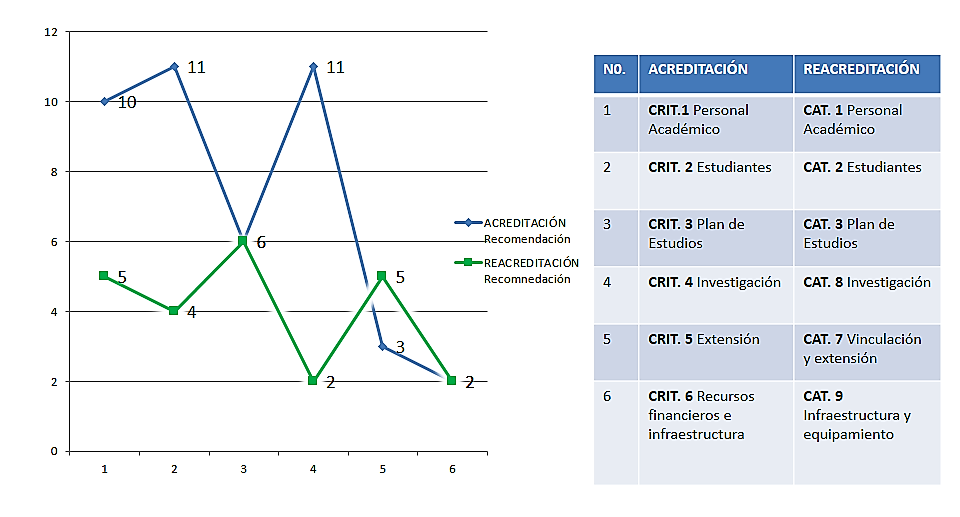 12
10
8
6
4
2
0
10
11
6
11
3
2
5
4
2
5
1
2
3
4
5
6
ACREDITACIÓN
Recomendación
REACREDITACIÓN
Recomnedación
N0. ACREDITACIÓN REACREDITACIÓN
1 CRIT.1 Personal CAT. 1 Personal
Académico Académico
2 CRIT. 2 Estudiantes CAT. 2 Estudiantes
3 CRIT. 3 Plan de CAT. 3 Plan de
Estudios Estudios
4 CRIT. 4 Investigación CAT. 8 Investigación
5 CRIT. 5 Extensión CAT. 7 Vinculación
y extensión
6 CRIT. 6 Recursos CAT. 9
financieros e Infraestructura y
infraestructura equipamiento